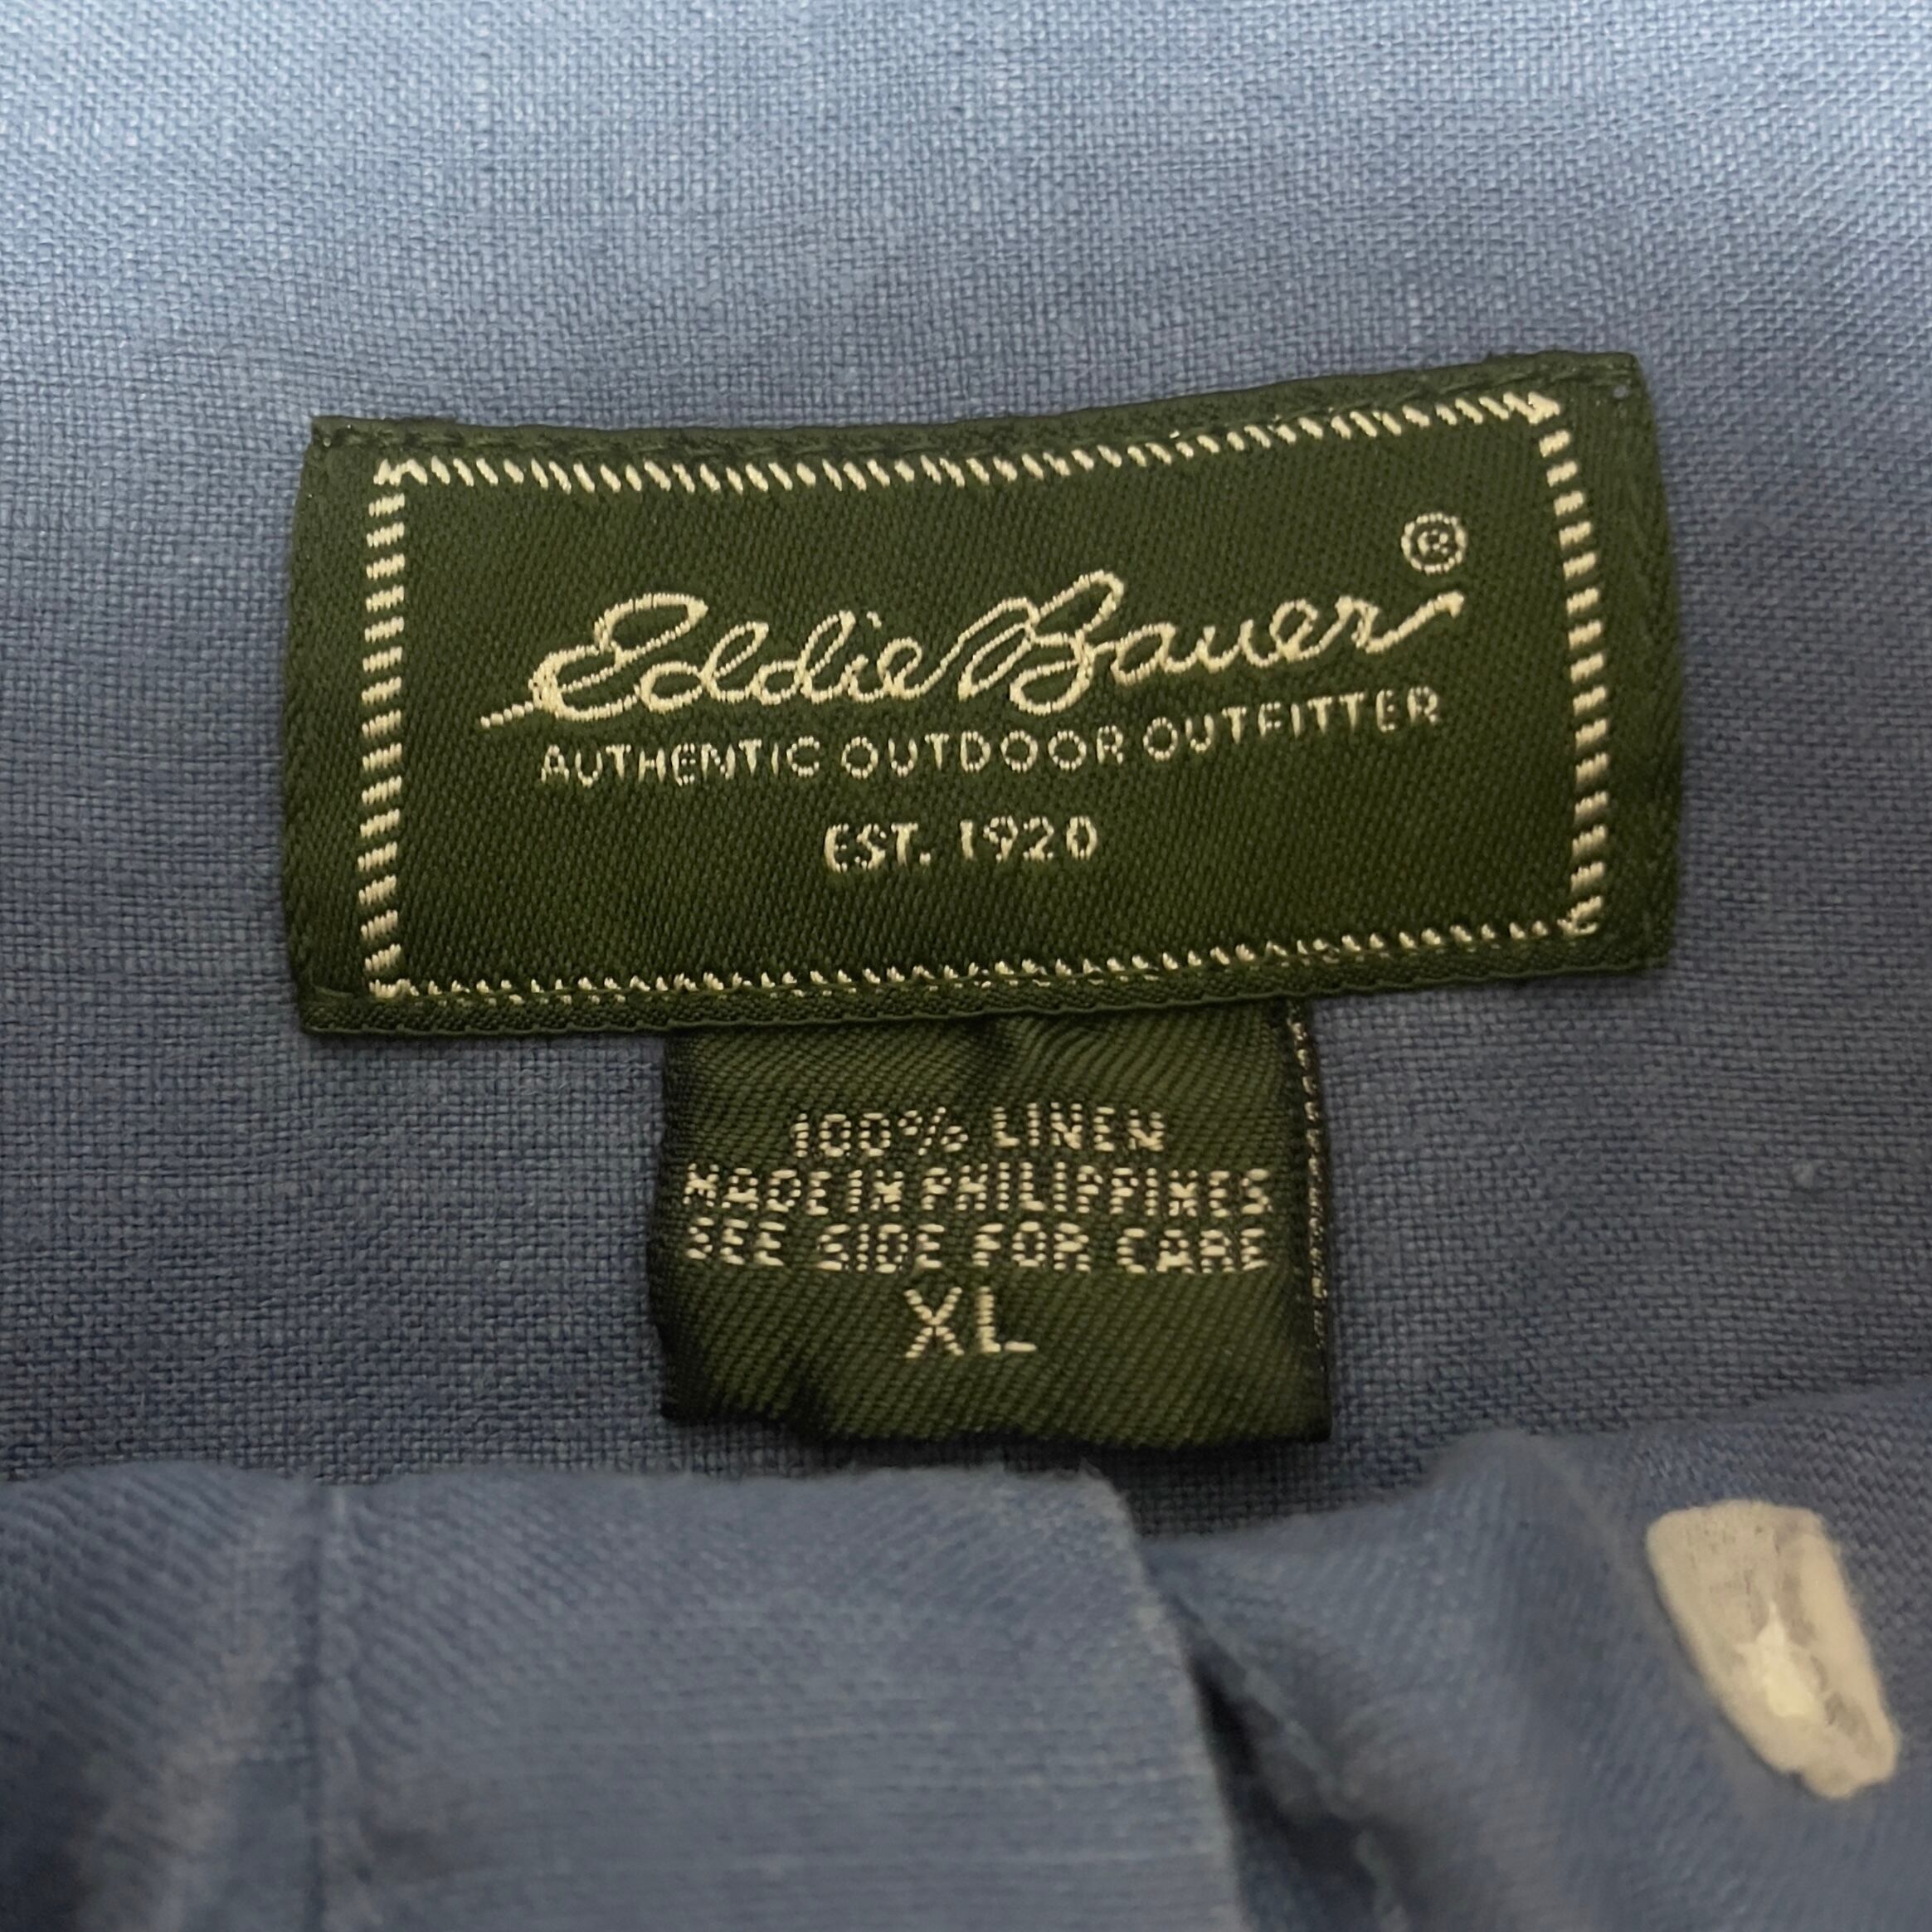 Eddie Bauer®
AUTHENTIC OUTDOOR OUTFITTER
EST. 1920
100% LINEN
MADE IN PHILIPPINES
SEE SIDE FOR CARE
XL